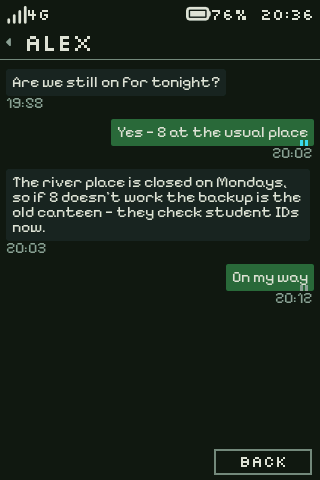 4G 76% 20:36
ALEX
Are we still on for tonight?
19:58
Yes - 8 at the usual place
20:02
The river place is closed on Mondays,
so if 8 doesn't work the backup is the
old canteen - they check student IDs
now.
20:03
On my way
20:12
BACK